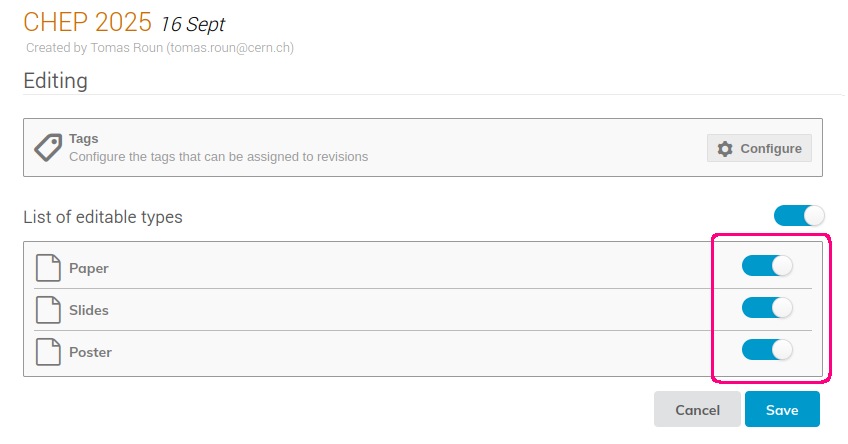 CHEP 2025 16 Sept
Created by Tomas Roun (tomas.roun@cern.ch)
Editing
Tags
Configure the tags that can be assigned to revisions
Configure
List of editable types
Paper
Slides
Poster
Cancel
Save